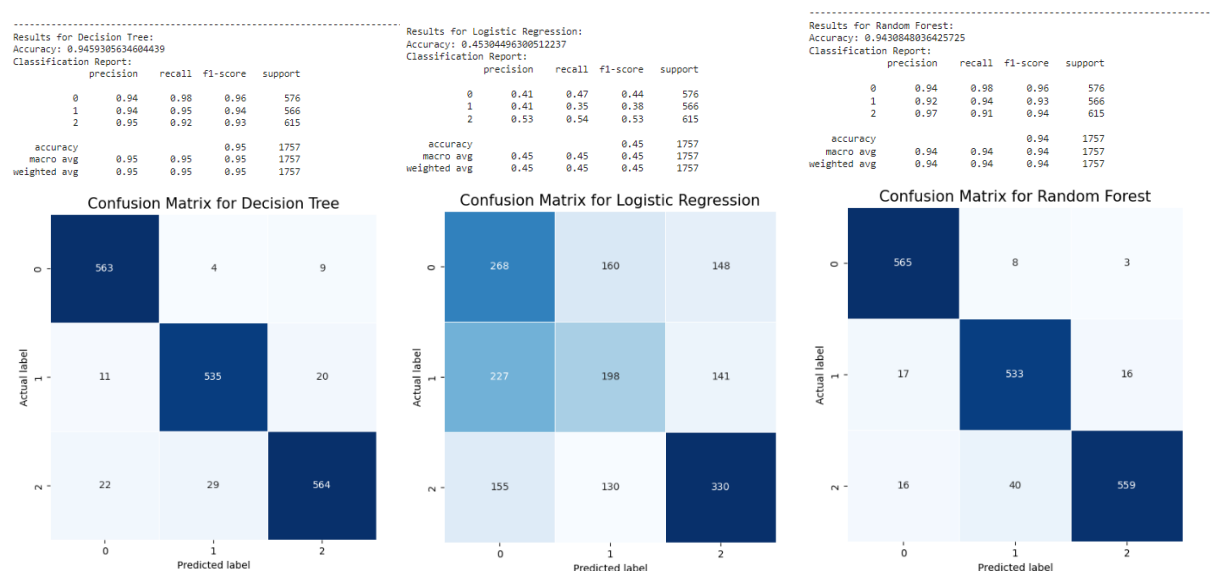 Results for Decision Tree:
Accuracy: 0.9459305634604439
Classification Report:
precision recall f1-score support
0 0.94 0.98 0.96 576
1 0.94 0.95 0.94 566
2 0.95 0.92 0.93 615
accuracy 0.95 1757
macro avg 0.95 0.95 0.95 1757
weighted avg 0.95 0.95 0.95 1757
Confusion Matrix for Decision Tree
Actual label
0
563 4 9
1
11 535 20
2
22 29 564
0 1 2
Predicted label
Results for Logistic Regression:
Accuracy: 0.45304496300512237
Classification Report:
precision recall f1-score support
0 0.41 0.47 0.44 576
1 0.41 0.35 0.38 566
2 0.53 0.54 0.53 615
accuracy 0.45 1757
macro avg 0.45 0.45 0.45 1757
weighted avg 0.45 0.45 0.45 1757
Confusion Matrix for Logistic Regression
Actual label
0
268 160 148
1
227 198 141
2
155 130 330
0 1 2
Predicted label
Results for Random Forest:
Accuracy: 0.9430848036425725
Classification Report:
precision recall f1-score support
0 0.94 0.98 0.96 576
1 0.92 0.94 0.93 566
2 0.97 0.91 0.94 615
accuracy 0.94 1757
macro avg 0.94 0.94 0.94 1757
weighted avg 0.94 0.94 0.94 1757
Confusion Matrix for Random Forest
Actual label
0
565 8 3
1
17 533 16
2
16 40 559
0 1 2
Predicted label